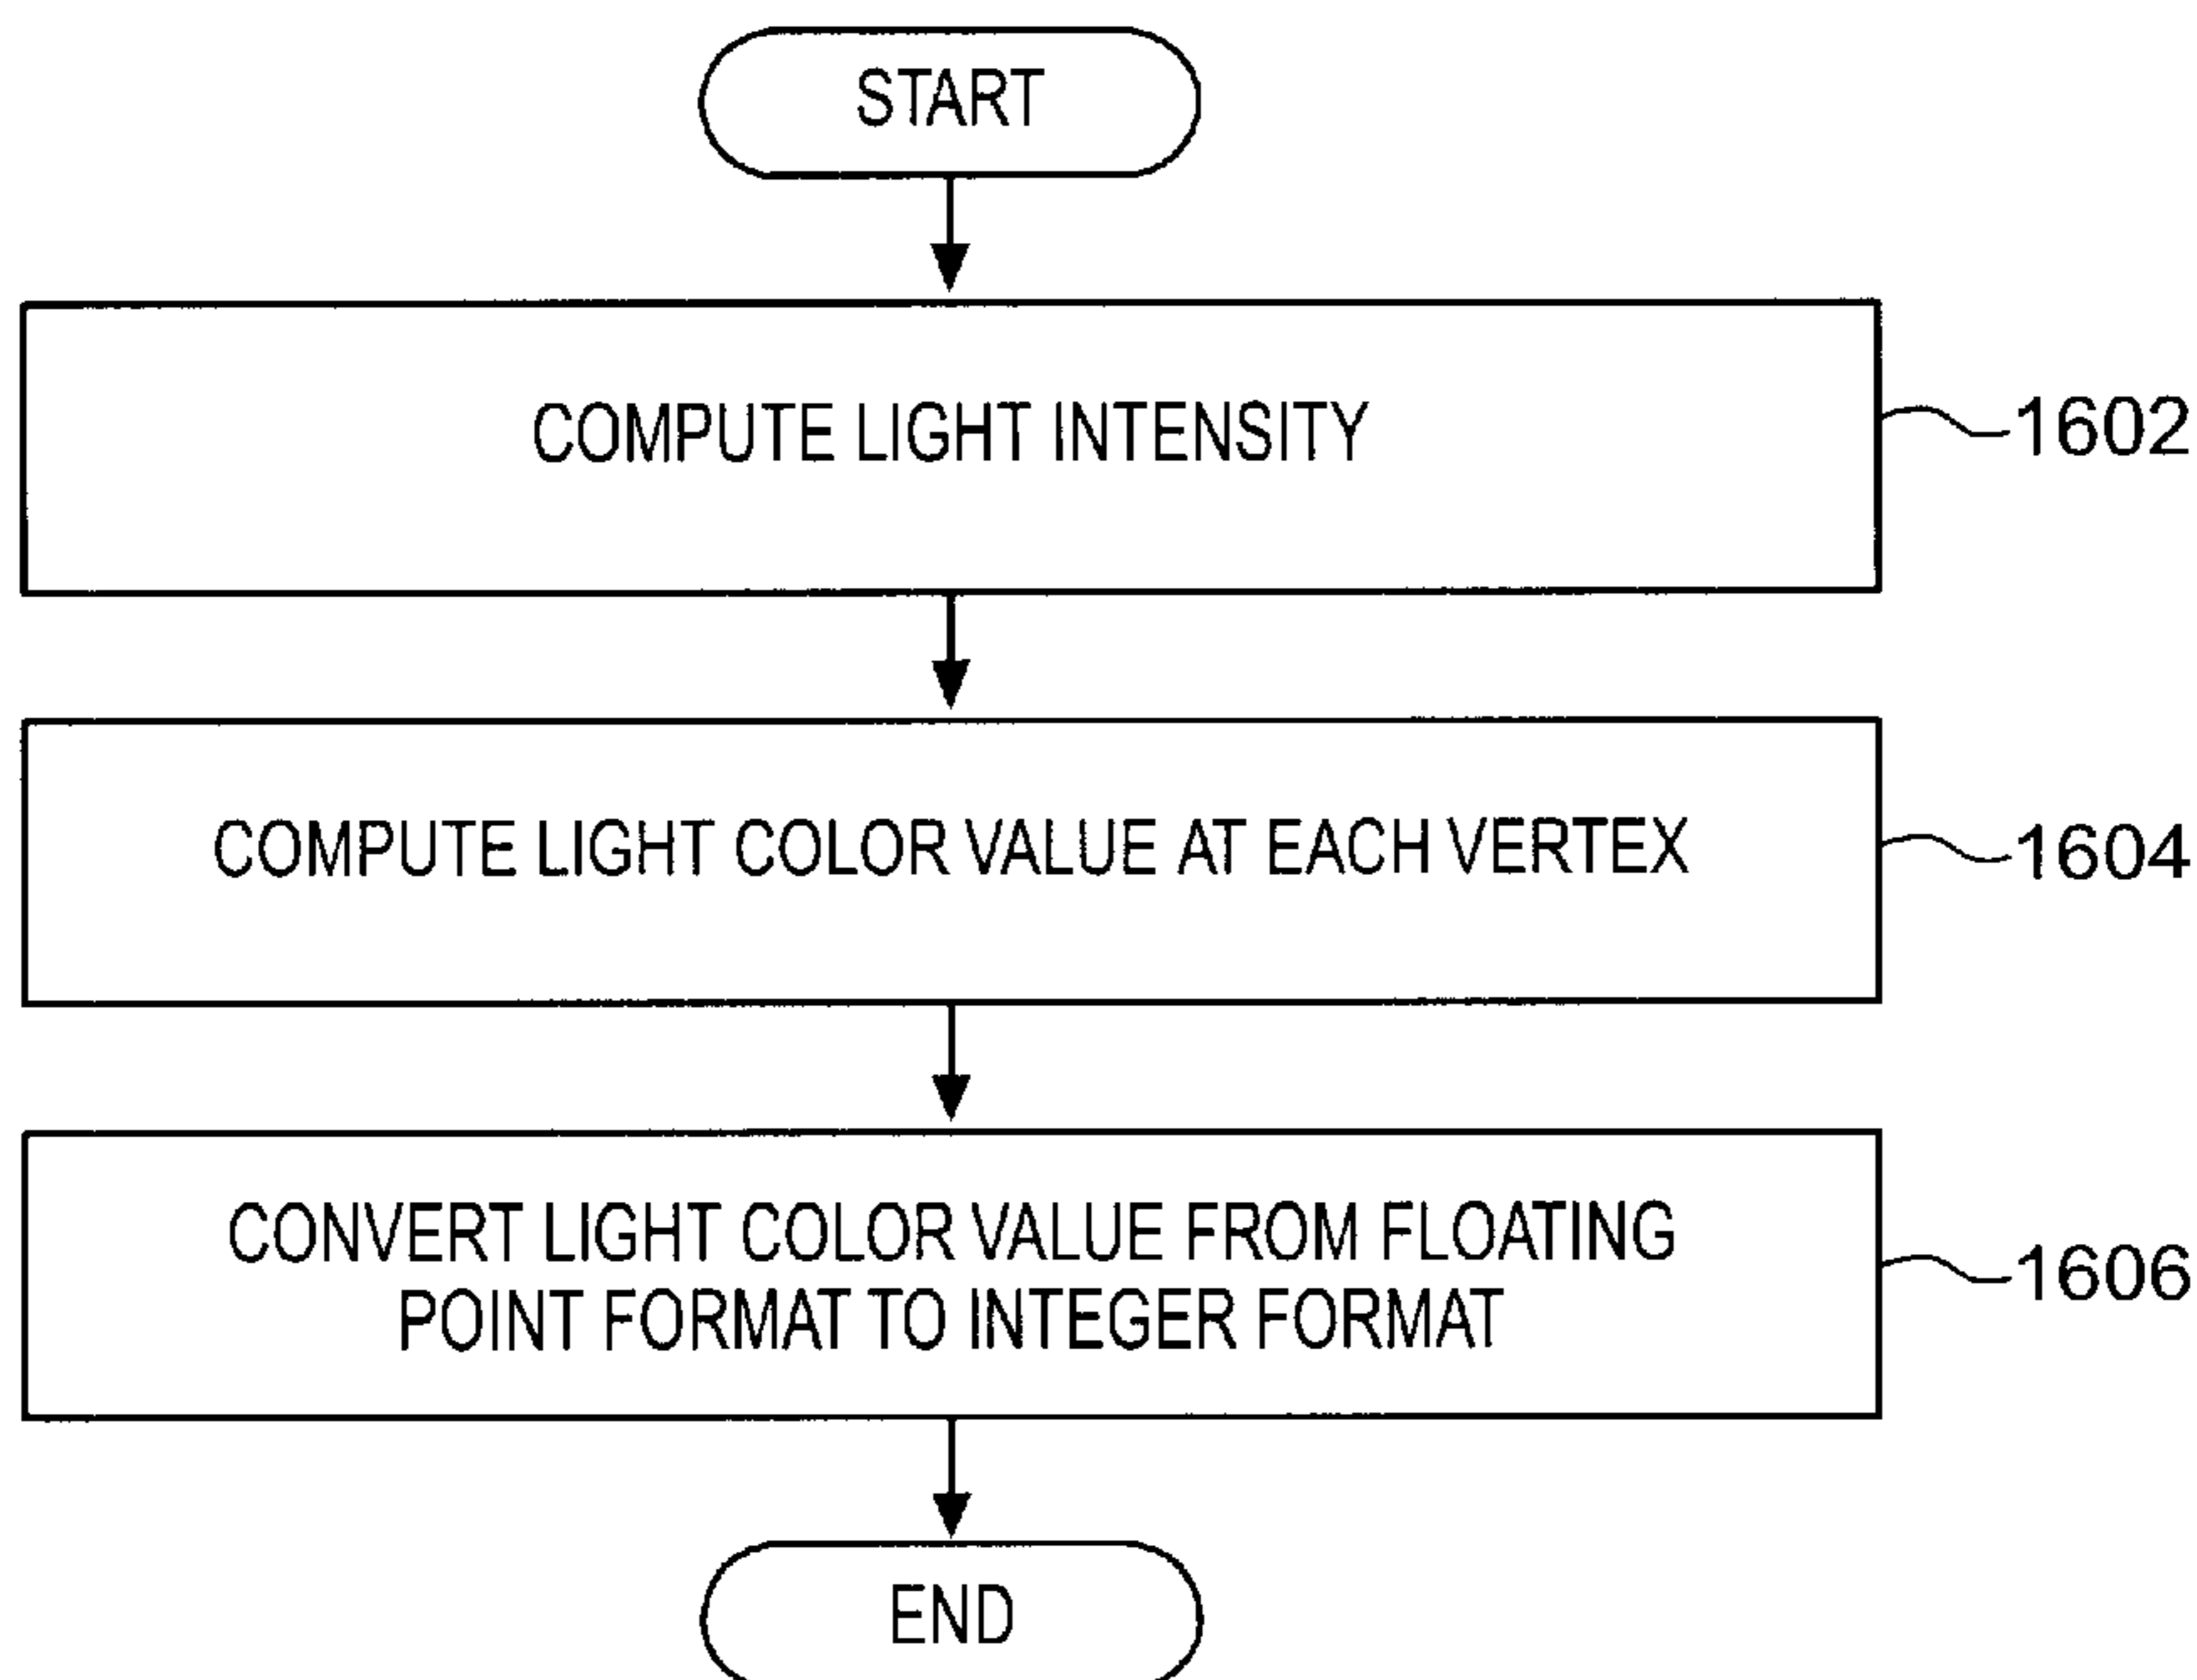 START
COMPUTE LIGHT INTENSITY
1602
COMPUTE LIGHT COLOR VALUE AT EACH VERTEX
1604
CONVERT LIGHT COLOR VALUE FROM FLOATING
POINT FORMAT TO INTEGER FORMAT
1606
END